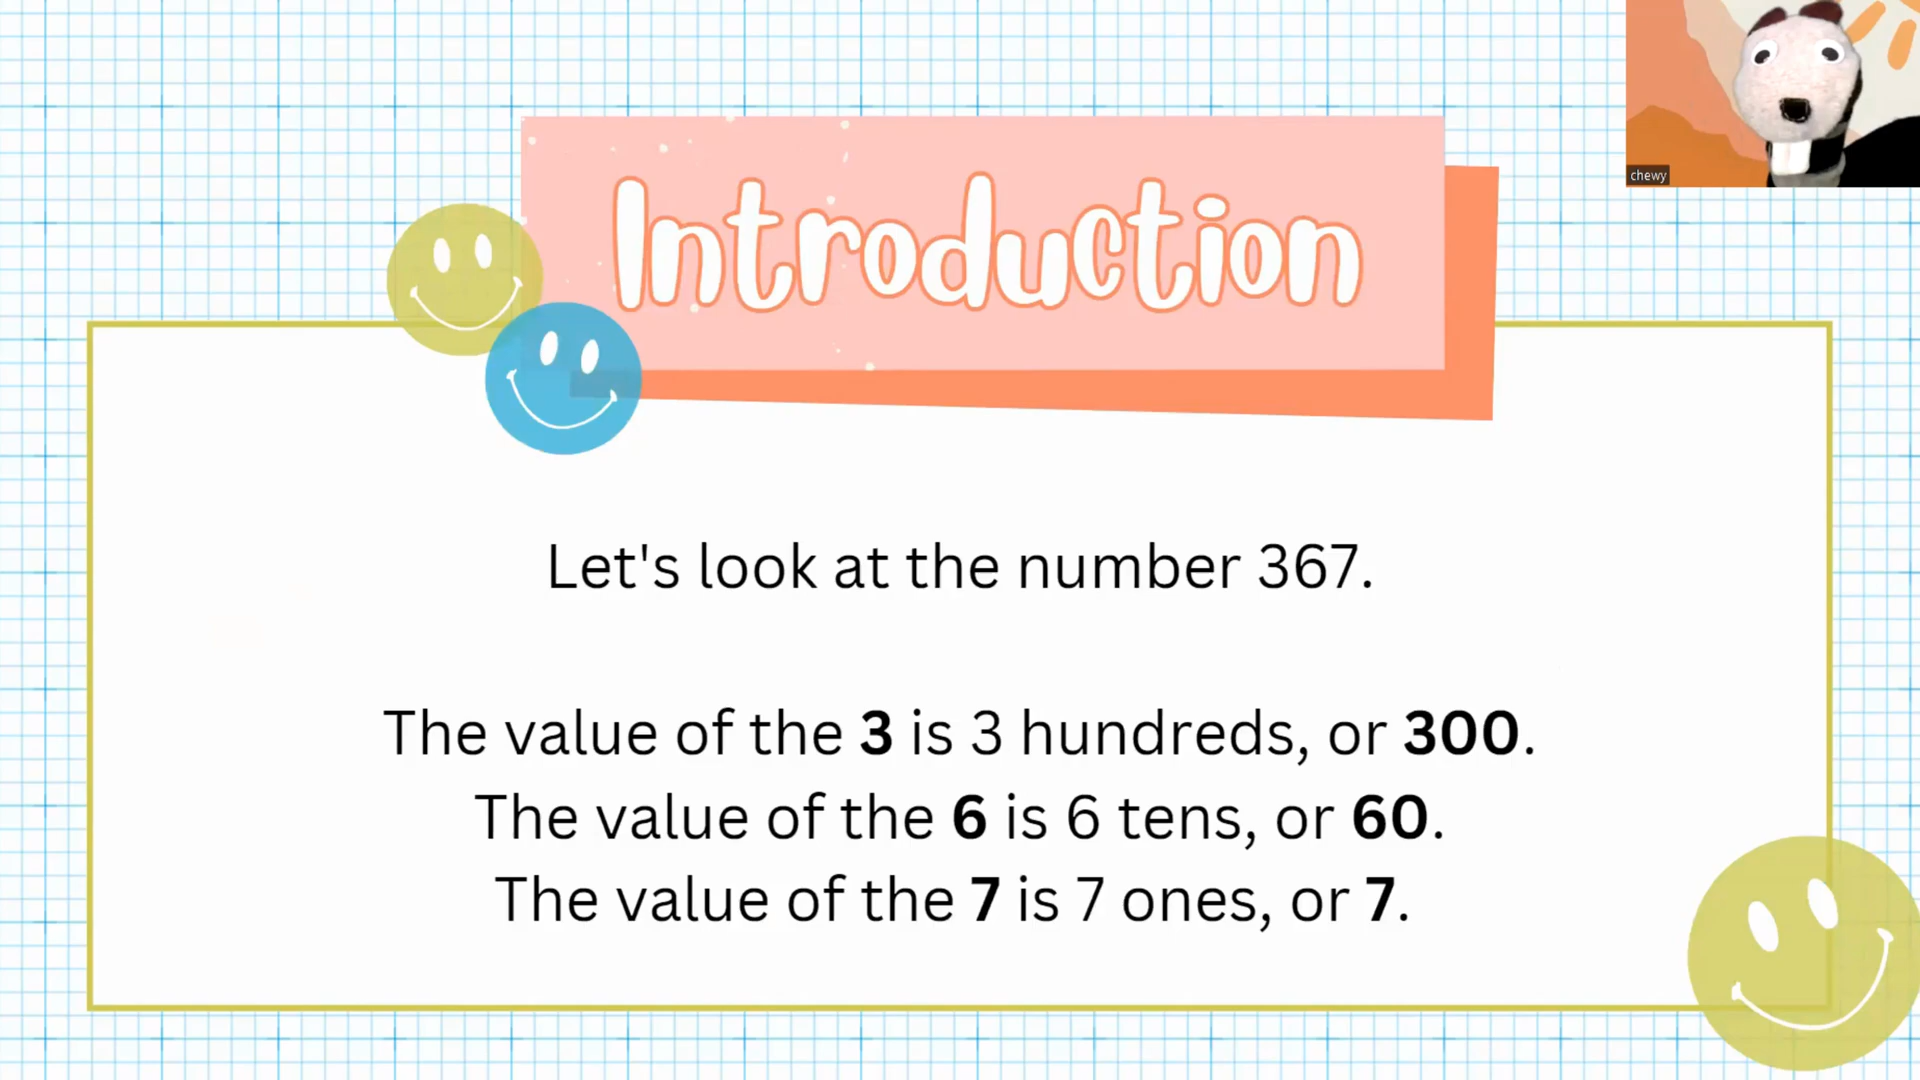 chewy
Introduction
Let's look at the number 367.
The value of the 3 is 3 hundreds, or 300.
The value of the 6 is 6 tens, or 60.
The value of the 7 is 7 ones, or 7.